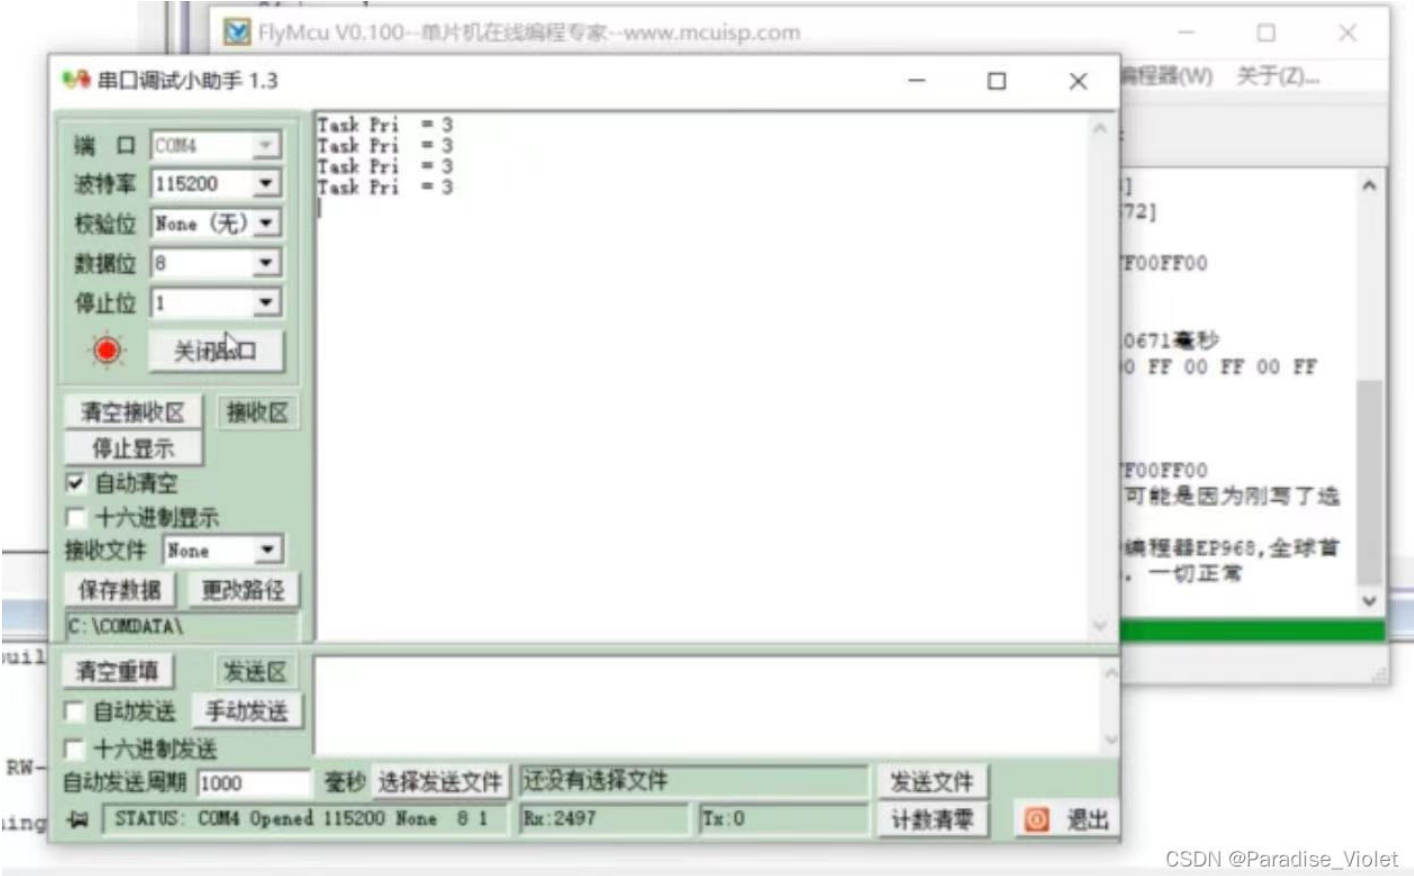 FlyMcu V0.100--单片机在线编程专家--www.mcuisp.com
串口调试小助手 1.3
编程器(W) 关于(Z)...
端 口 COM4
波特率 115200
校验位 None (无)
数据位 8
停止位 1
关闭串口
清空接收区 接收区
停止显示
自动清空
十六进制显示
接收文件 None
保存数据 更改路径
C:\COMDATA\
Task Pri = 3
Task Pri = 3
Task Pri = 3
Task Pri = 3
72]
FF00FF00
0671毫秒
00 FF 00 FF 00 FF
FF00FF00
可能是因为刚写了选
编程器EP968,全球首
一切正常
清空重填 发送区
自动发送 手动发送
十六进制发送
自动发送周期 1000 毫秒 选择发送文件 还没有选择文件 发送文件
STATUS: COM4 Opened 115200 None 8 1 Rx:2497 Tx:0 计数清零 退出
uil
RW-
ing
CSDN @Paradise_Violet